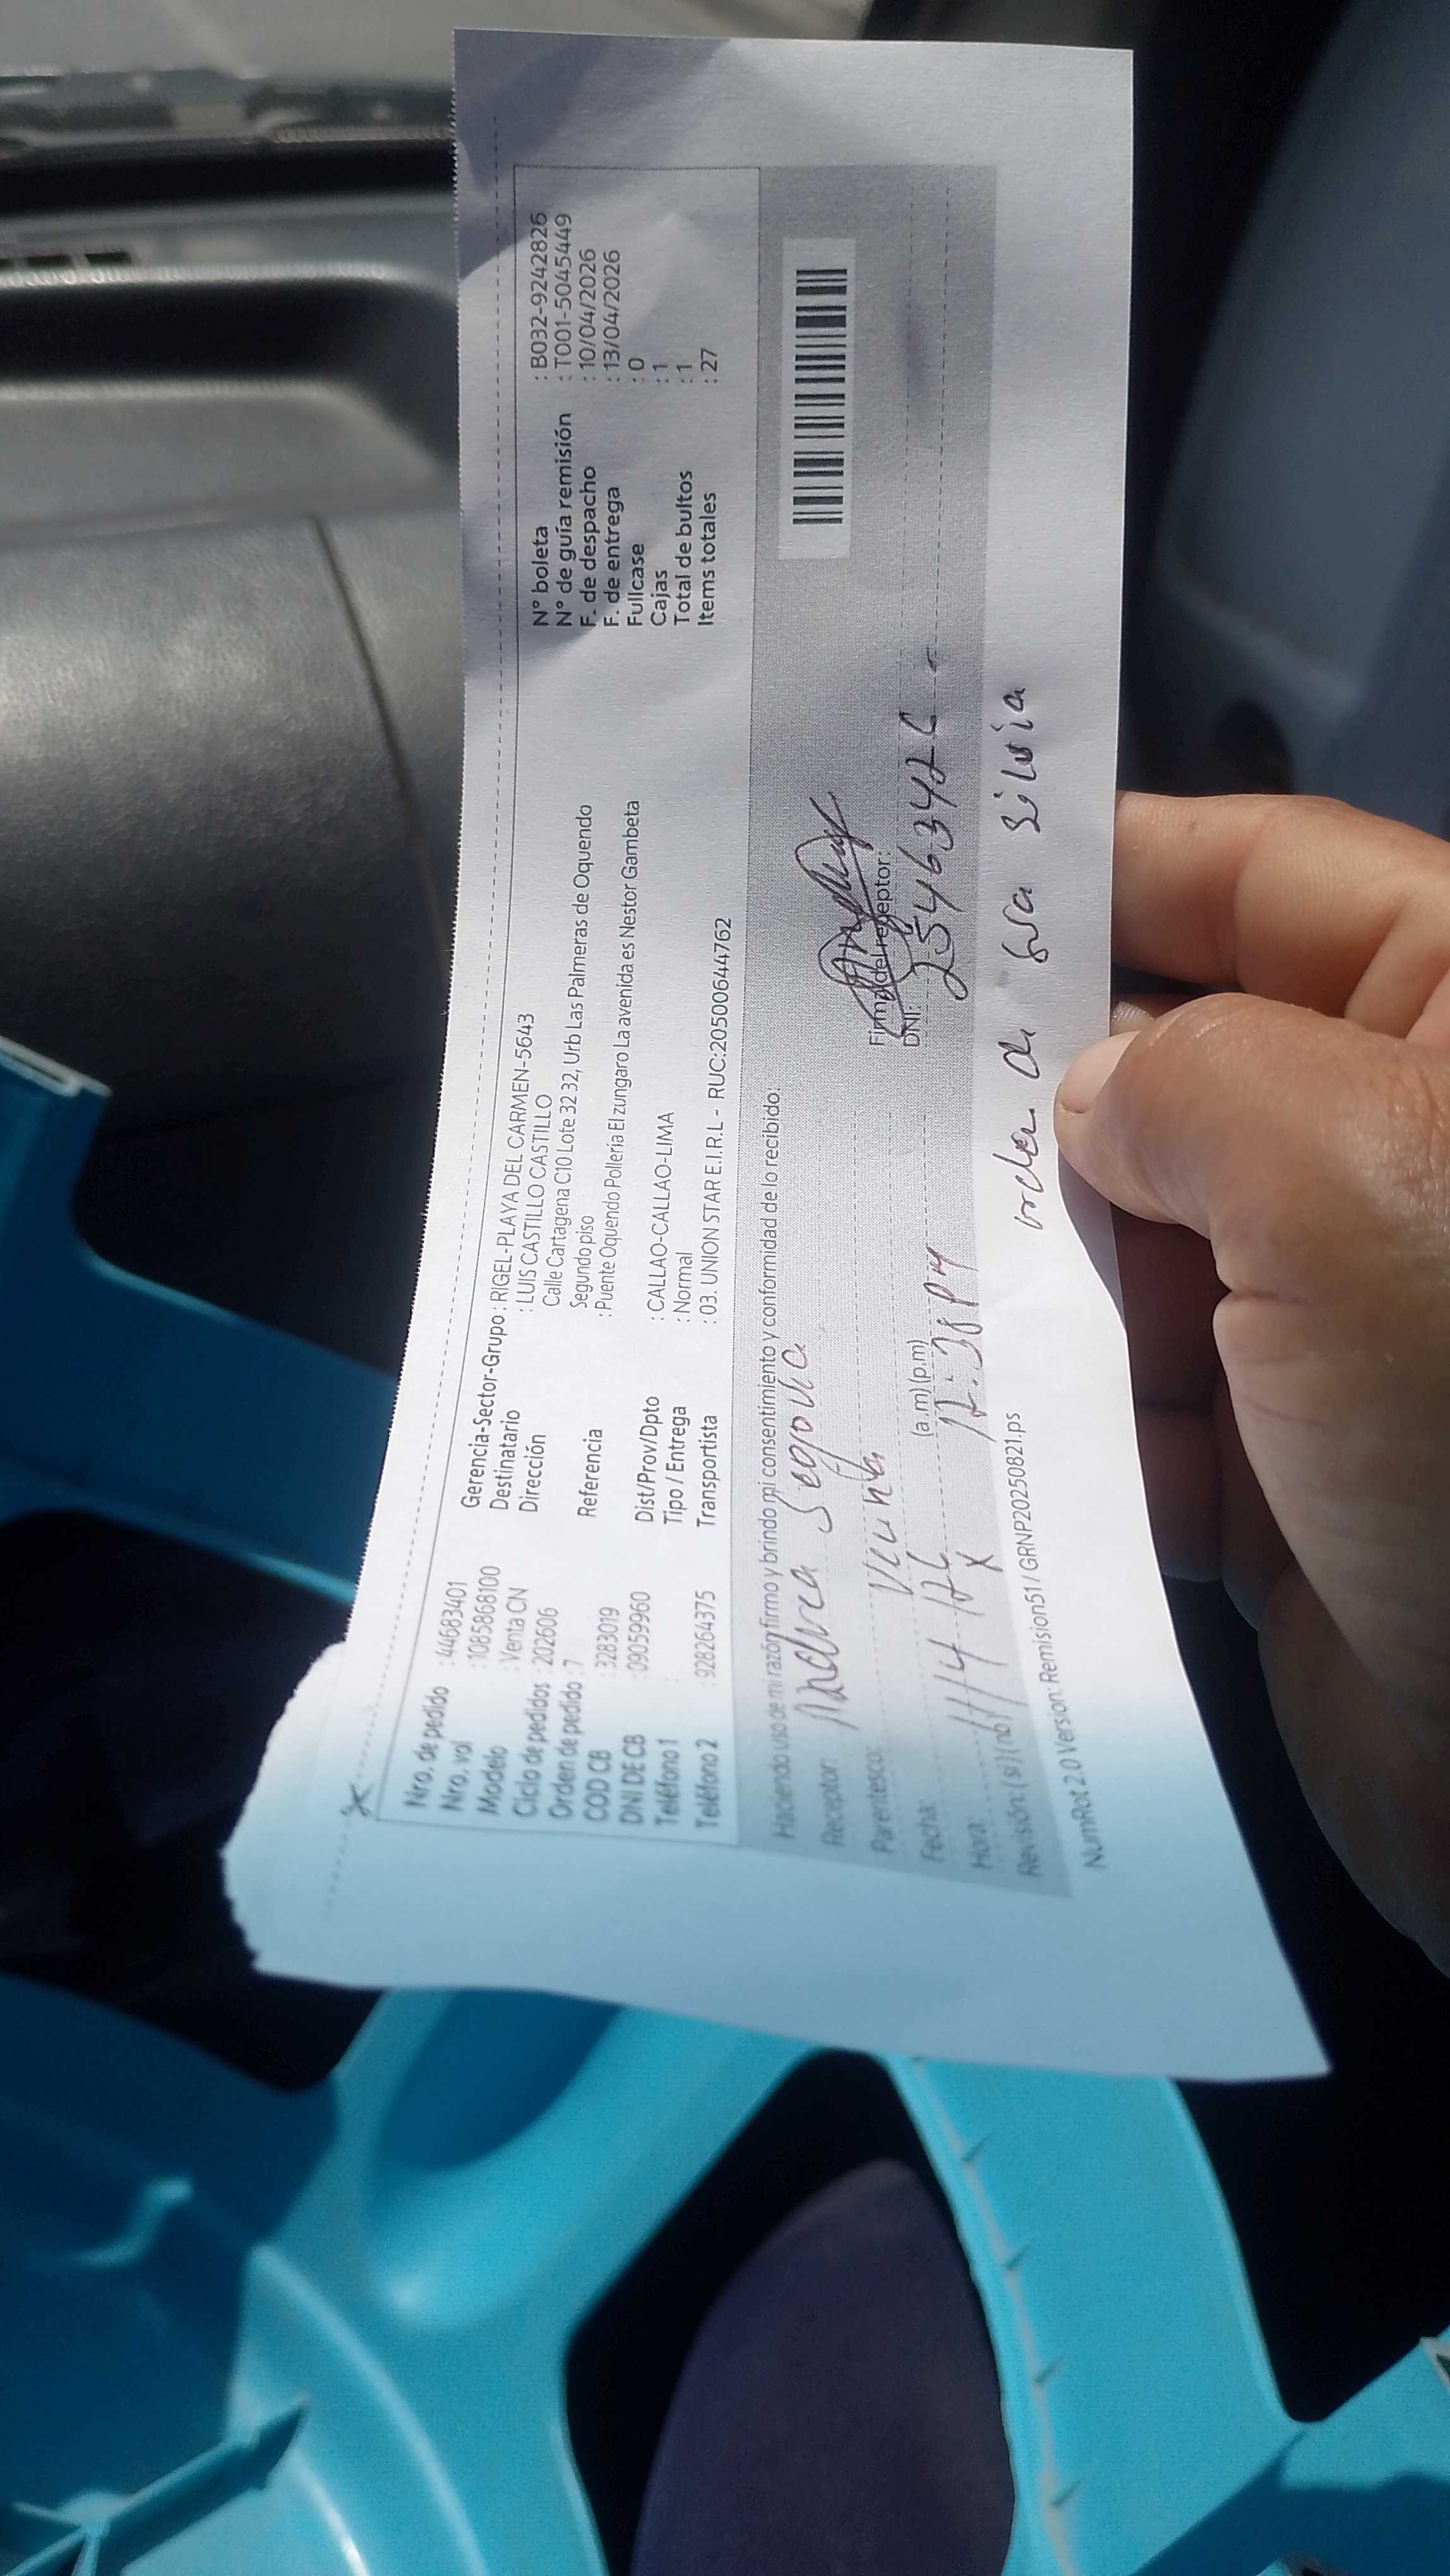 Nro. de pedido : 44683401
Nro. vol : 1085868100
Modelo : Venta CN
Ciclo de pedidos : 202606
Orden de pedido : 7
COD CB : 3283019
DNI DE CB : 09059960
Teléfono 1 :
Teléfono 2 : 928264375
Gerencia-Sector-Grupo : RIGEL-PLAYA DEL CARMEN-5643
Destinatario : LUIS CASTILLO CASTILLO
Dirección Calle Cartagena C10 Lote 32 32, Urb Las Palmeras de Oquendo
Segundo piso
Referencia : Puente Oquendo Polleria El zungaro La avenida es Nestor Gambeta
Dist/Prov/Dpto : CALLAO-CALLAO-LIMA
Tipo / Entrega : Normal
Transportista : 03. UNION STAR E.I.R.L - RUC:20500644762
N° boleta : B032-9242826
N° de guía remisión : T001-5045449
F. de despacho : 10/04/2026
F. de entrega : 13/04/2026
Fullcase : 0
Cajas : 1
Total de bultos : 1
Items totales : 27
Haciendo uso de mi razón firmo y brindo mi consentimiento y conformidad de lo recibido:
Receptor: Andrea Segovia
Parentesco: Vecina
Fecha:
Hora: (a.m) (p.m) 12:38 PM
Revisión: (si) (no) X
Firma del receptor:
DNI: 25463426
NumRot 2.0 Version: Remision51 / GRNP20250821.ps
Silvia